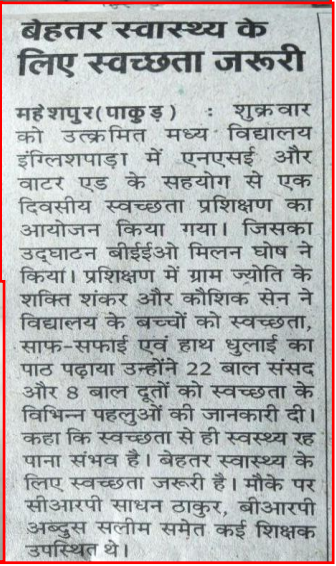 बेहतर स्वास्थ्य के
लिए स्वच्छता जरूरी
महेशपुर(पाकुड़) : शुक्रवार
को उत्क्रमित मध्य विद्यालय
इंग्लिशपाड़ा में एनएसई और
वाटर एड के सहयोग से एक
दिवसीय स्वच्छता प्रशिक्षण का
आयोजन किया गया। जिसका
उद्घाटन बीईईओ मिलन घोष ने
किया। प्रशिक्षण में ग्राम ज्योति के
शक्ति शंकर और कौशिक सेन ने
विद्यालय के बच्चों को स्वच्छता,
साफ-सफाई एवं हाथ धुलाई का
पाठ पढ़ाया उन्होंने 22 बाल संसद
और 8 बाल दूतों को स्वच्छता के
विभिन्न पहलुओं की जानकारी दी।
कहा कि स्वच्छता से ही स्वस्थ्य रह
पाना संभव है। बेहतर स्वास्थ्य के
लिए स्वच्छता जरूरी है। मौके पर
सीआरपी साधन ठाकुर, बीआरपी
अब्दुस सलीम समेत कई शिक्षक
उपस्थित थे।